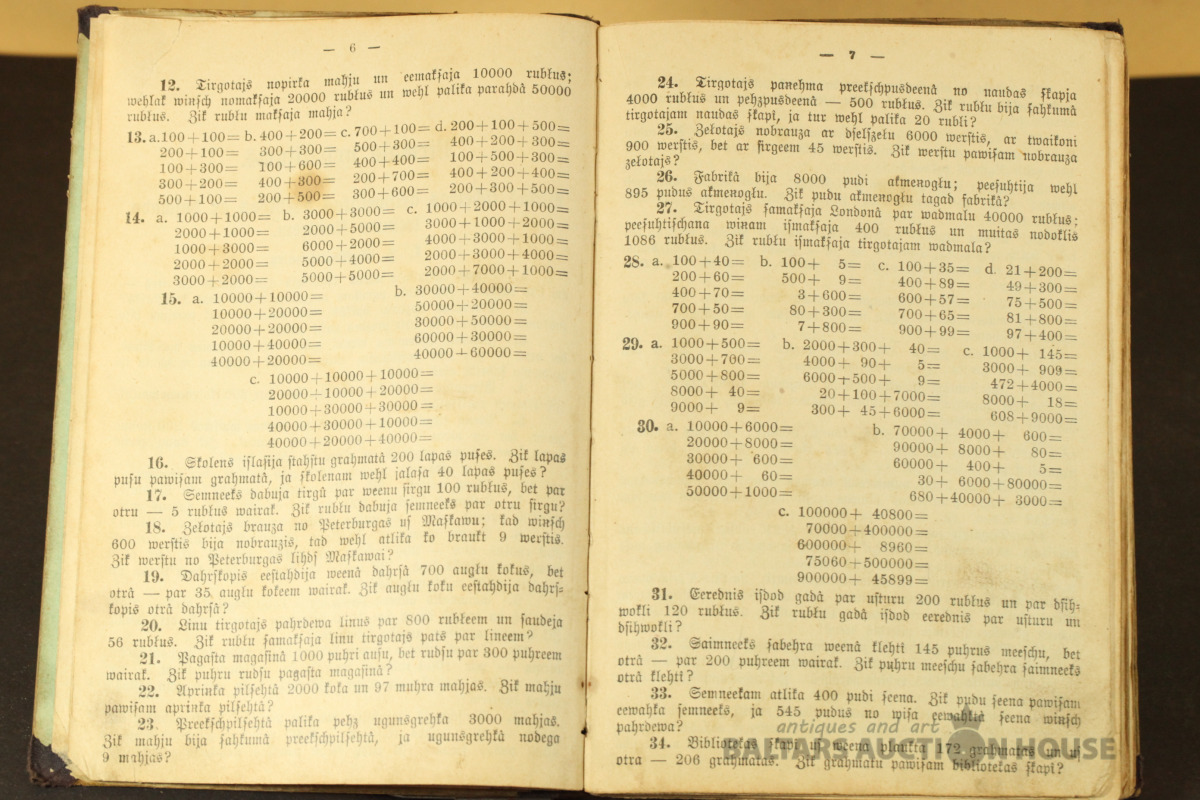 — 6 —
12. Tirgotajs nopirka mahju un eemakſaja 10000 rubļus;
wehlak wiņſch nomakſaja 20000 rubļus un wehl palika parahdâ 50000
rubļus. Zik rubļu makſaja mahja?
13. a. 100+100= b. 400+200= c. 700+100= d. 200+100+500=
200+100= 300+300= 500+300= 400+200+300=
100+300= 100+600= 400+400= 100+500+300=
300+200= 400+300= 200+700= 400+200+400=
500+100= 200+500= 300+600= 200+300+500=
14. a. 1000+1000= b. 3000+3000= c. 1000+2000+1000=
2000+1000= 2000+5000= 3000+1000+2000=
1000+3000= 6000+2000= 4000+3000+1000=
2000+2000= 5000+4000= 2000+3000+4000=
3000+2000= 5000+5000= 2000+7000+1000=
15. a. 10000+10000= b. 30000+40000=
10000+20000= 50000+20000=
20000+20000= 30000+50000=
10000+40000= 60000+30000=
40000+20000= 40000+60000=
c. 10000+10000+10000=
20000+10000+20000=
10000+30000+30000=
40000+30000+10000=
40000+20000+40000=
16. Skolens iſlaſija ſtahſtu grahmatâ 200 lapas puſes. Zik lapas
puſu pawiſam grahmatâ, ja ſkolenam wehl jalaſa 40 lapas puſes?
17. Semneeks dabuja tirgû par weenu ſirgu 100 rubļus, bet par
otru — 5 rubļus wairak. Zik rubļu dabuja ſemneeks par otru ſirgu?
18. Zeļotajs brauza no Peterburgas uſ Maſkawu; kad wiņſch
600 werſtis bija nobrauzis, tad wehl atlika ko braukt 9 werſtis.
Zik werſtu no Peterburgas lihdſ Maſkawai?
19. Dahrſkopis eeſtahdija weenâ dahrſâ 700 augļu kokus, bet
otrâ — par 35 augļu kokeem wairak. Zik augļu koku eeſtahdija dahrſ-
kopis otrâ dahrſâ?
20. Linu tirgotajs pahrdewa linus par 800 rubļeem un ſaudeja
56 rubļus. Zik rubļu ſamakſaja linu tirgotajs pats par lineem?
21. Pagaſta magaſinâ 1000 puhri auſu, bet rudſu par 300 puhreem
wairak. Zik puhru rudſu pagaſta magaſinâ?
22. Apriņka pilſehtâ 2000 koka un 97 muhra mahjas. Zik mahju
pawiſam apriņka pilſehtâ?
23. Preekſchpilſehtâ palika pehz ugunsgrehka 3000 mahjas.
Zik mahju bija ſahkumâ preekſchpilſehtâ, ja ugunsgrehkâ nodega
9 mahjas?
— 7 —
24. Tirgotajs paņehma preekſchpusdeenâ no naudas ſkapja
4000 rubļus un pehzpusdeenâ — 500 rubļus. Zik rubļu bija ſahkumâ
tirgotajam naudas ſkapî, ja tur wehl palika 20 rubļi?
25. Zeļotajs nobrauza ar dſelſzeļu 6000 werſtis, ar twaikoni
900 werſtis, bet ar ſirgeem 45 werſtis. Zik werſtu pawiſam nobrauza
zeļotajs?
26. Fabrikâ bija 8000 pudi akmeņogļu; peeſuhtija wehl
895 pudus akmeņogļu. Zik pudu akmeņogļu tagad fabrikâ?
27. Tirgotajs ſamakſaja Londonâ par wadmalu 40000 rubļus;
peeſuhtiſchana wiņam iſmakſaja 400 rubļus un muitas nodoklis
1086 rubļus. Zik rubļu iſmakſaja tirgotajam wadmala?
28. a. 100+40= b. 100+ 5= c. 100+35= d. 21+200=
200+60= 500+ 9= 400+89= 49+300=
400+70= 3+600= 600+57= 75+500=
700+50= 80+300= 700+65= 81+800=
900+90= 7+800= 900+99= 97+400=
29. a. 1000+500= b. 2000+300+ 40= c. 1000+ 145=
3000+700= 4000+ 90+ 5= 3000+ 909=
5000+800= 6000+500+ 9= 472+4000=
8000+ 40= 20+100+7000= 8000+ 18=
9000+ 9= 300+ 45+6000= 608+9000=
30. a. 10000+6000= b. 70000+ 4000+ 600=
20000+8000= 90000+ 8000+ 80=
30000+ 600= 60000+ 400+ 5=
40000+ 60= 30+ 6000+80000=
50000+1000= 680+40000+ 3000=
c. 100000+ 40800=
70000+400000=
600000+ 8960=
75060+500000=
900000+ 45899=
31. Eerednis iſdod gadâ par uſturu 200 rubļus un par dſih-
wokli 120 rubļus. Zik rubļu gadâ iſdod eerednis par uſturu un
dſihwokli?
32. Saimneeks ſabehra weenâ klehtî 145 puhrus meeſchu, bet
otrâ — par 200 puhreem wairak. Zik puhru meeſchu ſabehra ſaimneeks
otrâ klehtî?
33. Semneekam atlika 400 pudi ſeena. Zik pudu ſeena pawiſam
eewahka ſemneeks, ja 545 pudus no wiſa eewahktâ ſeena wiņſch
pahrdewa?
34. Bibliotekas ſkapî uſ weena plaukta 172 grahmatas un uſ
otra — 206 grahmatas. Zik grahmatu pawiſam bibliotekas ſkapî?
antiques and art
BALTARS AUCTION HOUSE